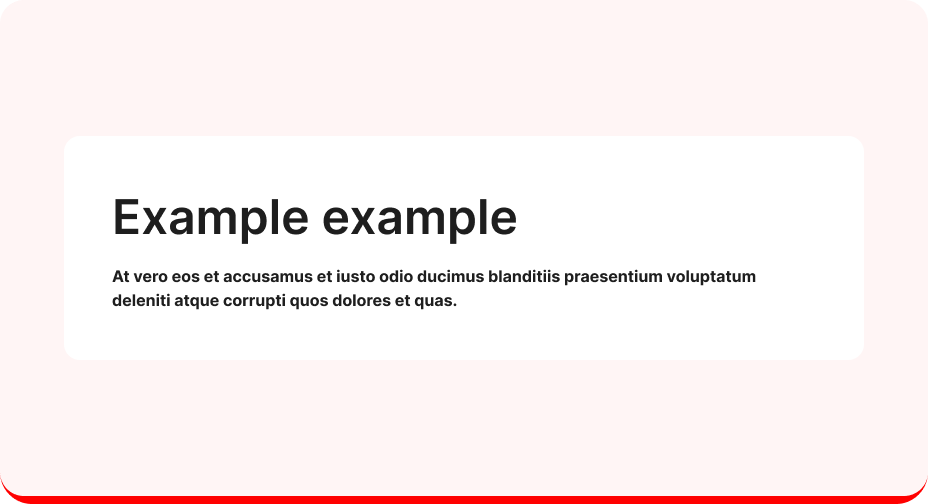 Example example
At vero eos et accusamus et iusto odio ducimus blanditiis praesentium voluptatum
deleniti atque corrupti quos dolores et quas.